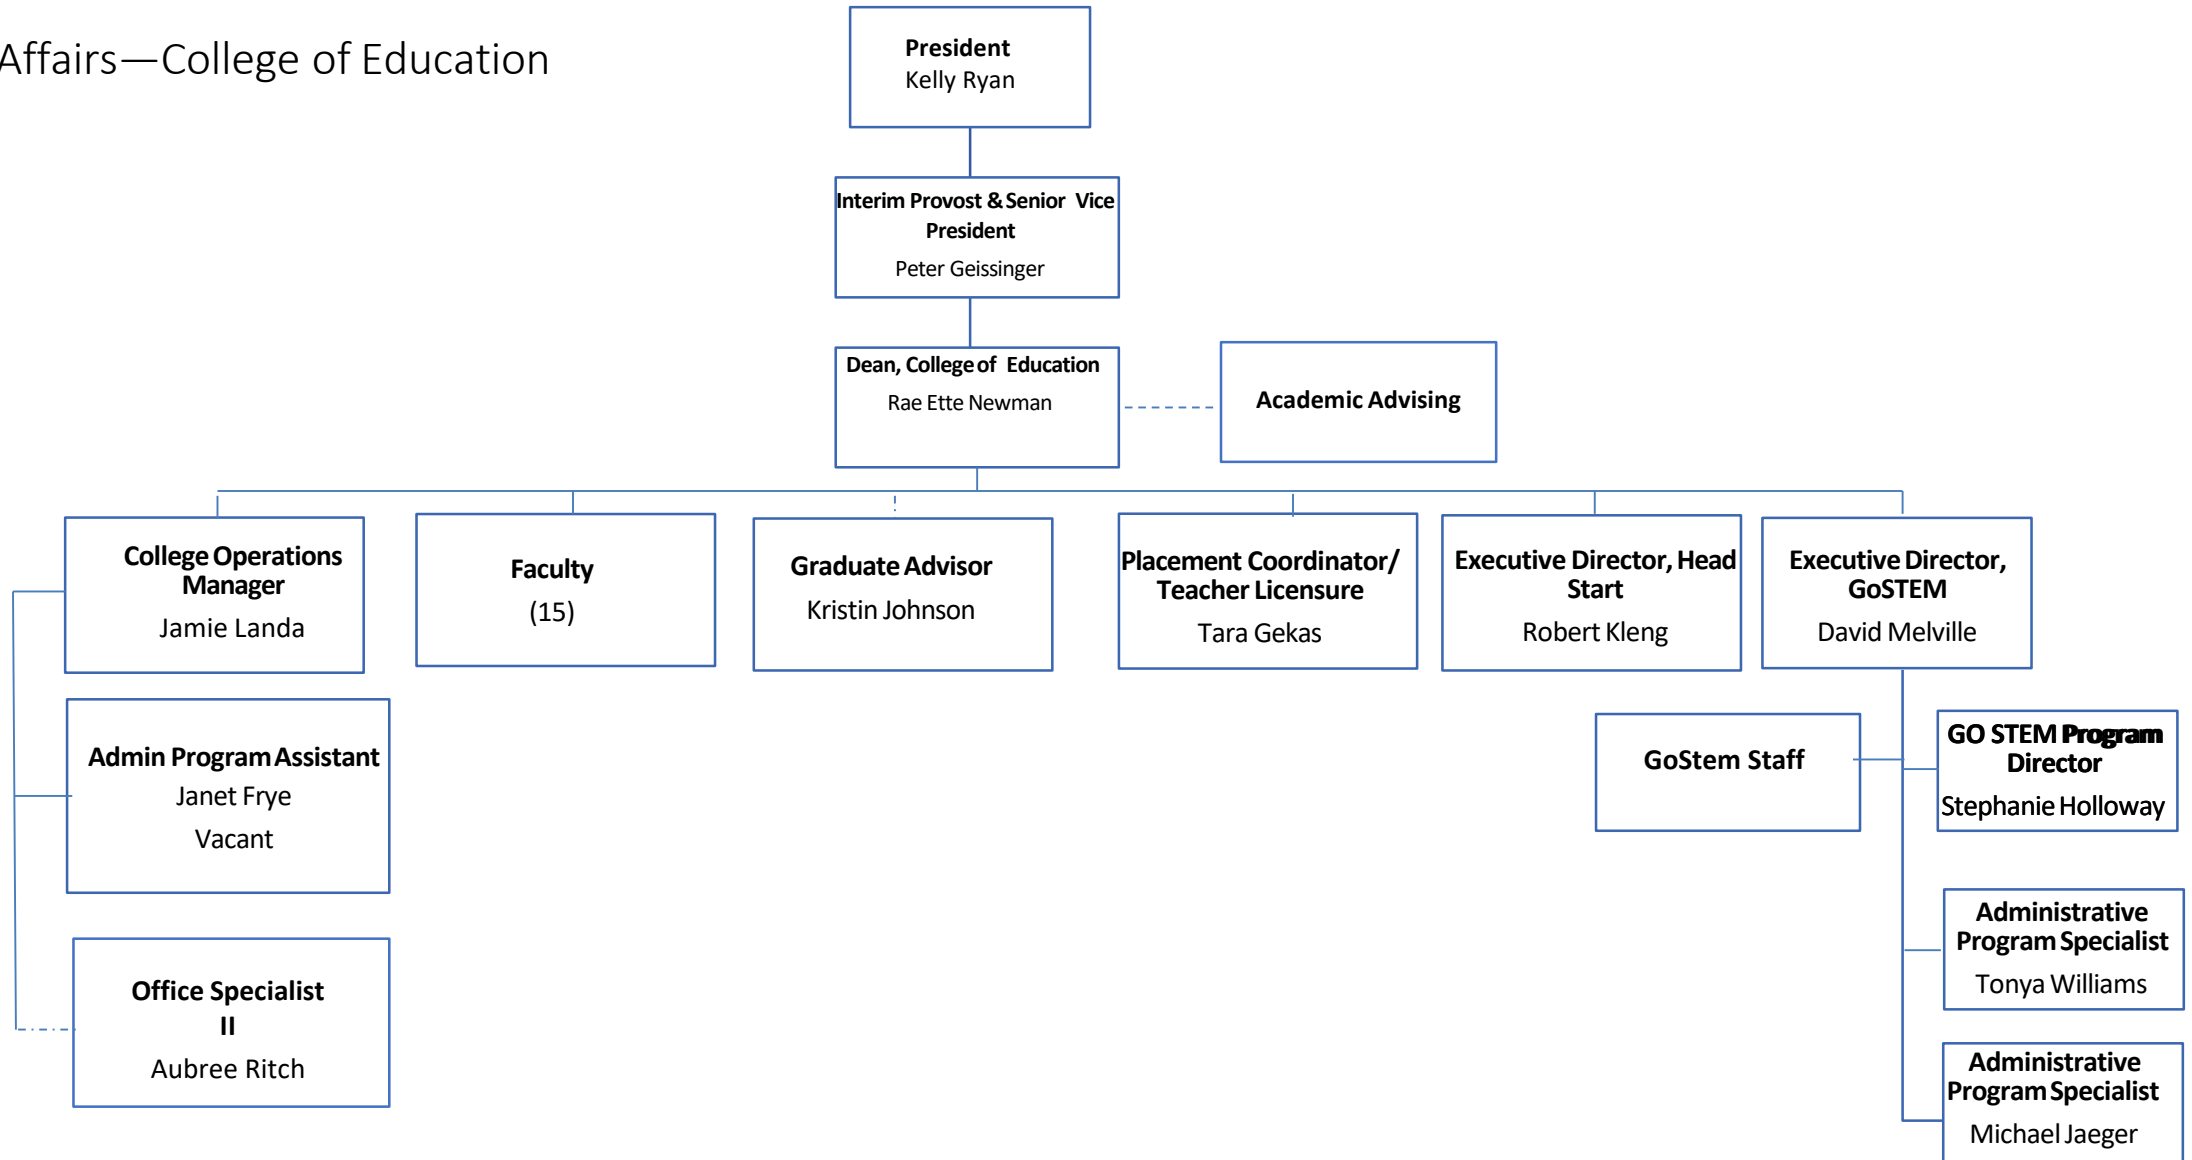 Affairs—College of Education
President
Kelly Ryan
Interim Provost & Senior Vice
President
Peter Geissinger
Dean, College of Education
Rae Ette Newman
Academic Advising
College Operations
Manager
Jamie Landa
Faculty
(15)
Graduate Advisor
Kristin Johnson
Placement Coordinator/
Teacher Licensure
Tara Gekas
Executive Director, Head
Start
Robert Kleng
Executive Director,
GoSTEM
David Melville
Admin Program Assistant
Janet Frye
Vacant
GoStem Staff
GO STEM Program
Director
Stephanie Holloway
Office Specialist
II
Aubree Ritch
Administrative
Program Specialist
Tonya Williams
Administrative
Program Specialist
Michael Jaeger